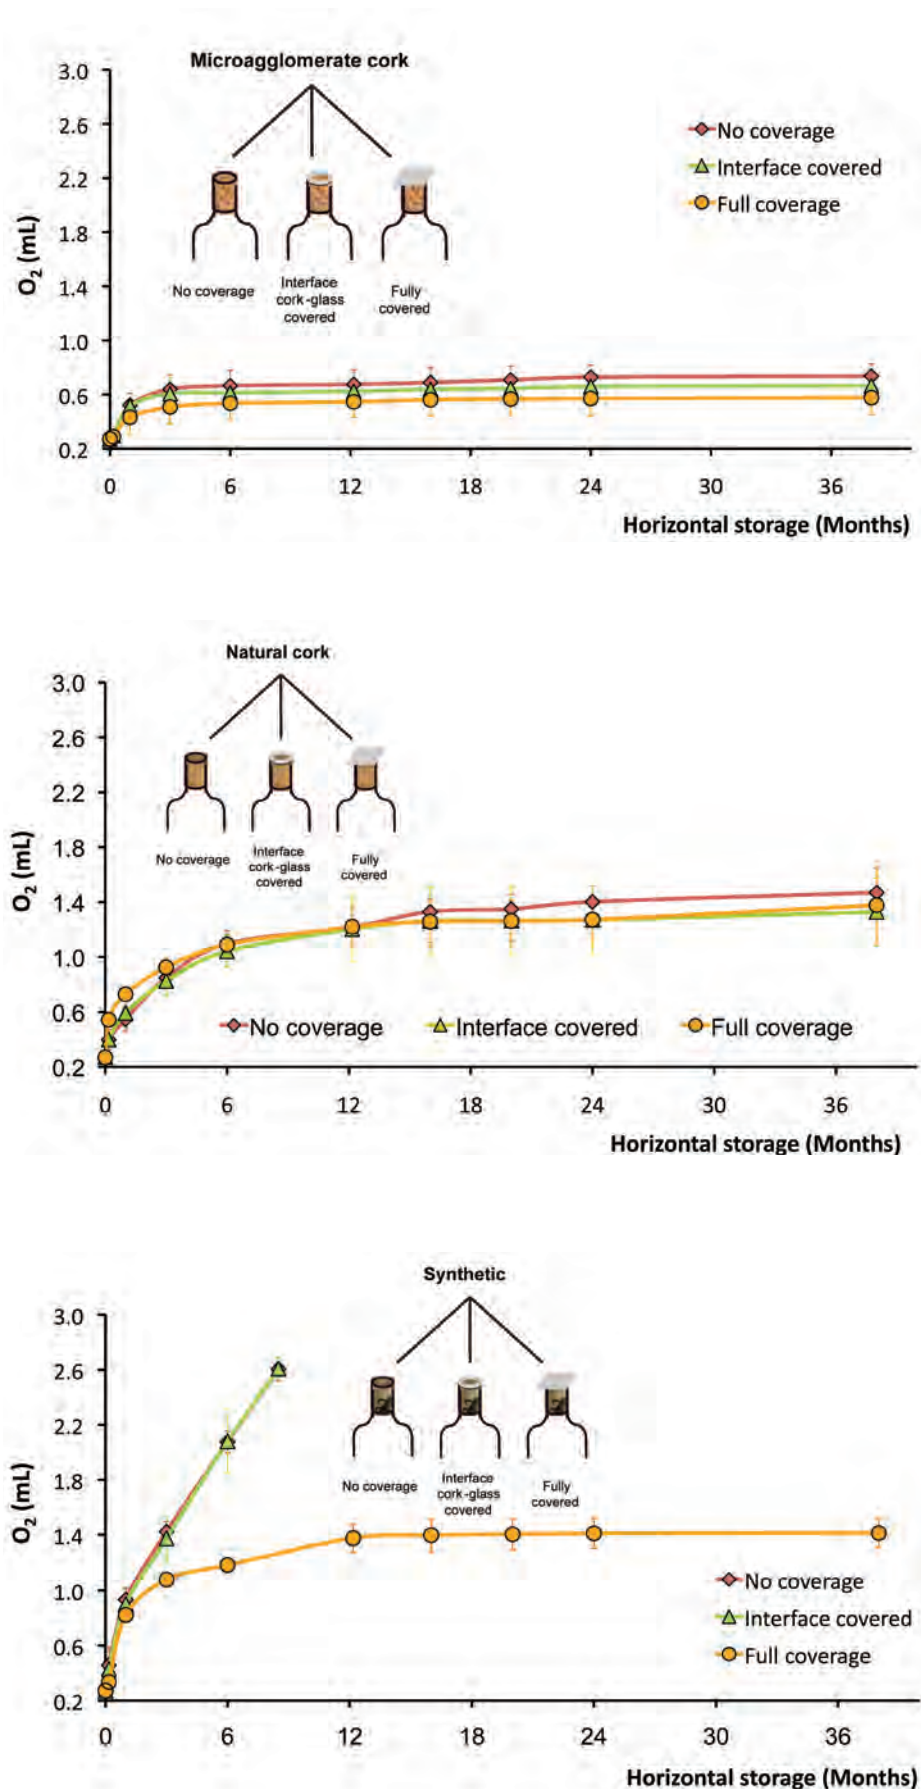 Microagglomerate cork
3.0
2.6
2.2
1.8
1.4
1.0
0.6
0.2
O2 (mL)
No coverage
Interface covered
Full coverage
No coverage
Interface
cork-glass
covered
Fully
covered
0 6 12 18 24 30 36
Horizontal storage (Months)
Natural cork
3.0
2.6
2.2
1.8
1.4
1.0
0.6
0.2
O2 (mL)
No coverage
Interface
cork-glass
covered
Fully
covered
No coverage Interface covered Full coverage
0 6 12 18 24 30 36
Horizontal storage (Months)
Synthetic
3.0
2.6
2.2
1.8
1.4
1.0
0.6
0.2
O2 (mL)
No coverage
Interface
cork-glass
covered
Fully
covered
No coverage
Interface covered
Full coverage
0 6 12 18 24 30 36
Horizontal storage (Months)